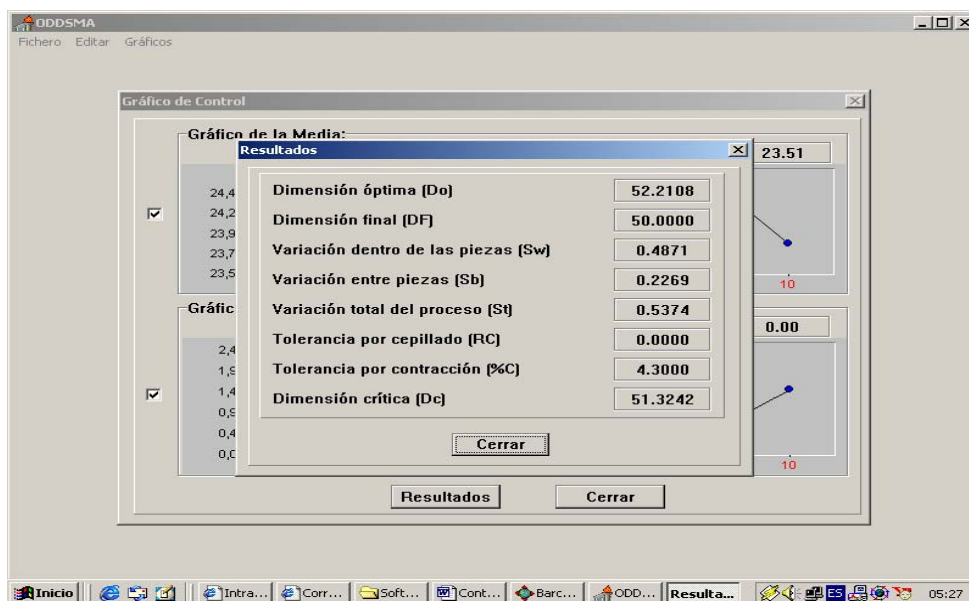 ODDSMA
Fichero Editar Gráficos
Gráfico de Control
Gráfico de la Media:
23.51
24,4
24,2
23,9
23,7
23,5
10
Resultados
Dimensión óptima (Do) 52.2108
Dimensión final (DF) 50.0000
Variación dentro de las piezas (Sw) 0.4871
Variación entre piezas (Sb) 0.2269
Variación total del proceso (St) 0.5374
Tolerancia por cepillado (RC) 0.0000
Tolerancia por contracción (%C) 4.3000
Dimensión crítica (Dc) 51.3242
Cerrar
Gráfic
0.00
2,4
1,9
1,4
0,9
0,4
0,0
10
Resultados Cerrar
Inicio Intra... Corr... Soft... Cont... Barc... ODD... Resulta... ES 05:27